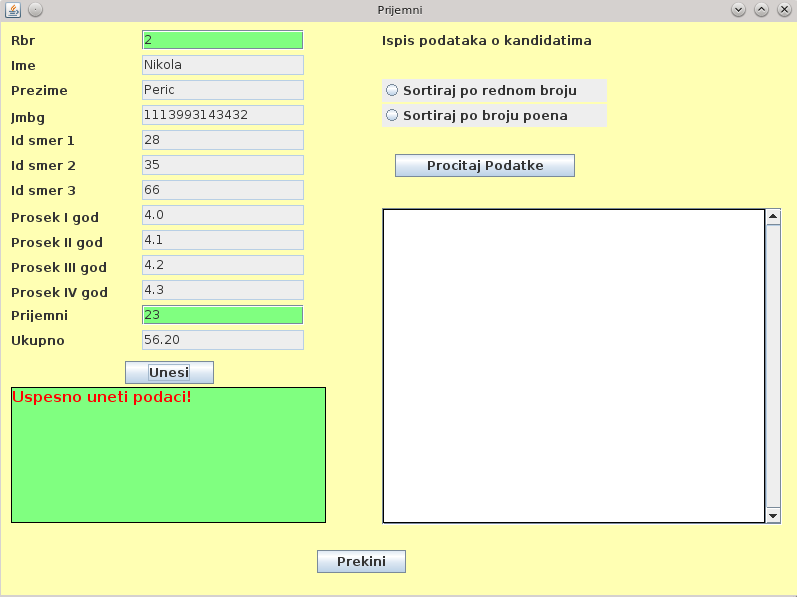 Prijemni
Rbr 2
Ime Nikola
Prezime Peric
Jmbg 1113993143432
Id smer 1 28
Id smer 2 35
Id smer 3 66
Prosek I god 4.0
Prosek II god 4.1
Prosek III god 4.2
Prosek IV god 4.3
Prijemni 23
Ukupno 56.20
Unesi
Uspesno uneti podaci!
Ispis podataka o kandidatima
Sortiraj po rednom broju
Sortiraj po broju poena
Procitaj Podatke
Prekini